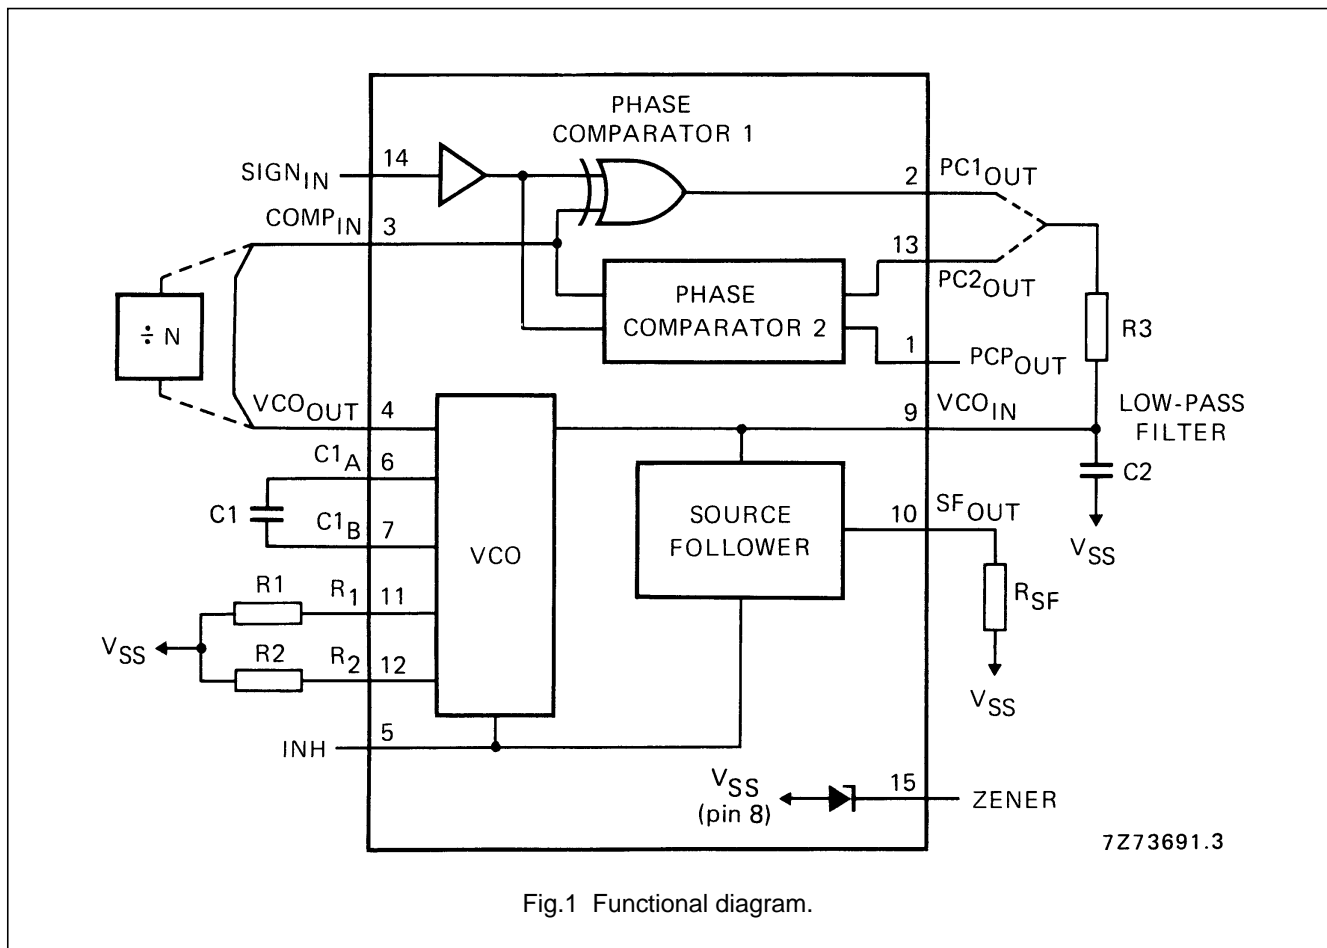 PHASE
COMPARATOR 1
SIGN_IN
14
2
PC1_OUT
COMP_IN
3
13
PC2_OUT
PHASE
COMPARATOR 2
÷ N
1
PCP_OUT
R3
VCO_OUT
4
9
VCO_IN
LOW-PASS
FILTER
C1_A
6
C2
C1
C1_B
7
VCO
SOURCE
FOLLOWER
10
SF_OUT
V_SS
R1
R_1
11
R_SF
V_SS
R2
R_2
12
V_SS
INH
5
V_SS
(pin 8)
15
ZENER
7Z73691.3
Fig.1 Functional diagram.